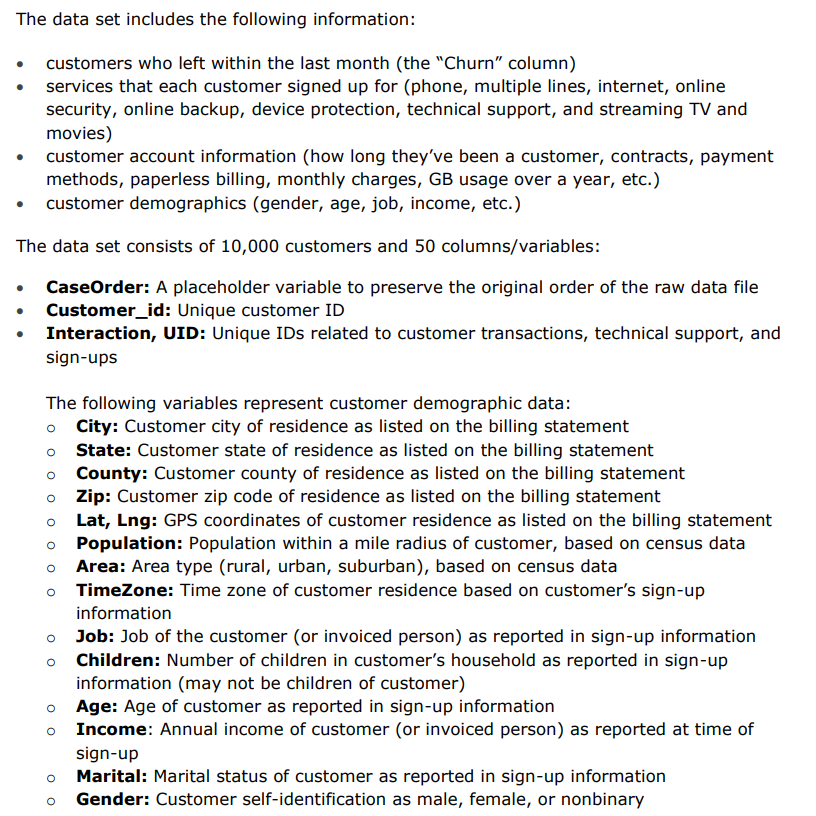 The data set includes the following information:
• customers who left within the last month (the “Churn” column)
• services that each customer signed up for (phone, multiple lines, internet, online
security, online backup, device protection, technical support, and streaming TV and
movies)
• customer account information (how long they’ve been a customer, contracts, payment
methods, paperless billing, monthly charges, GB usage over a year, etc.)
• customer demographics (gender, age, job, income, etc.)
The data set consists of 10,000 customers and 50 columns/variables:
• CaseOrder: A placeholder variable to preserve the original order of the raw data file
• Customer_id: Unique customer ID
• Interaction, UID: Unique IDs related to customer transactions, technical support, and
sign-ups
The following variables represent customer demographic data:
o City: Customer city of residence as listed on the billing statement
o State: Customer state of residence as listed on the billing statement
o County: Customer county of residence as listed on the billing statement
o Zip: Customer zip code of residence as listed on the billing statement
o Lat, Lng: GPS coordinates of customer residence as listed on the billing statement
o Population: Population within a mile radius of customer, based on census data
o Area: Area type (rural, urban, suburban), based on census data
o TimeZone: Time zone of customer residence based on customer’s sign-up
information
o Job: Job of the customer (or invoiced person) as reported in sign-up information
o Children: Number of children in customer’s household as reported in sign-up
information (may not be children of customer)
o Age: Age of customer as reported in sign-up information
o Income: Annual income of customer (or invoiced person) as reported at time of
sign-up
o Marital: Marital status of customer as reported in sign-up information
o Gender: Customer self-identification as male, female, or nonbinary